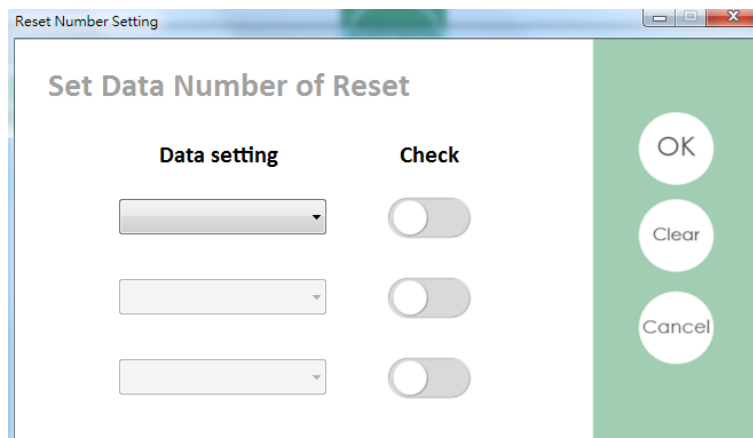 Reset Number Setting
Set Data Number of Reset
Data setting Check
OK
Clear
Cancel